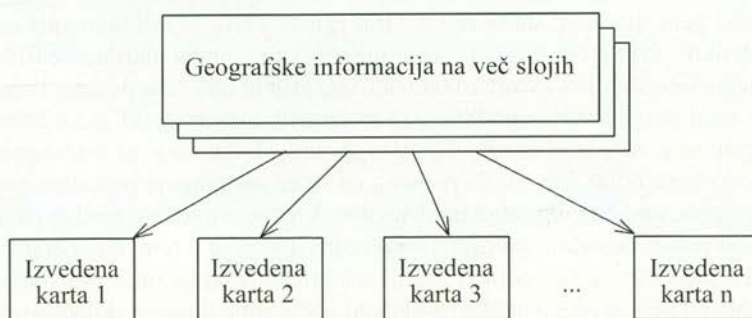 Geografske informacija na več slojih
Izvedena
karta 1
Izvedena
karta 2
Izvedena
karta 3
...
Izvedena
karta n